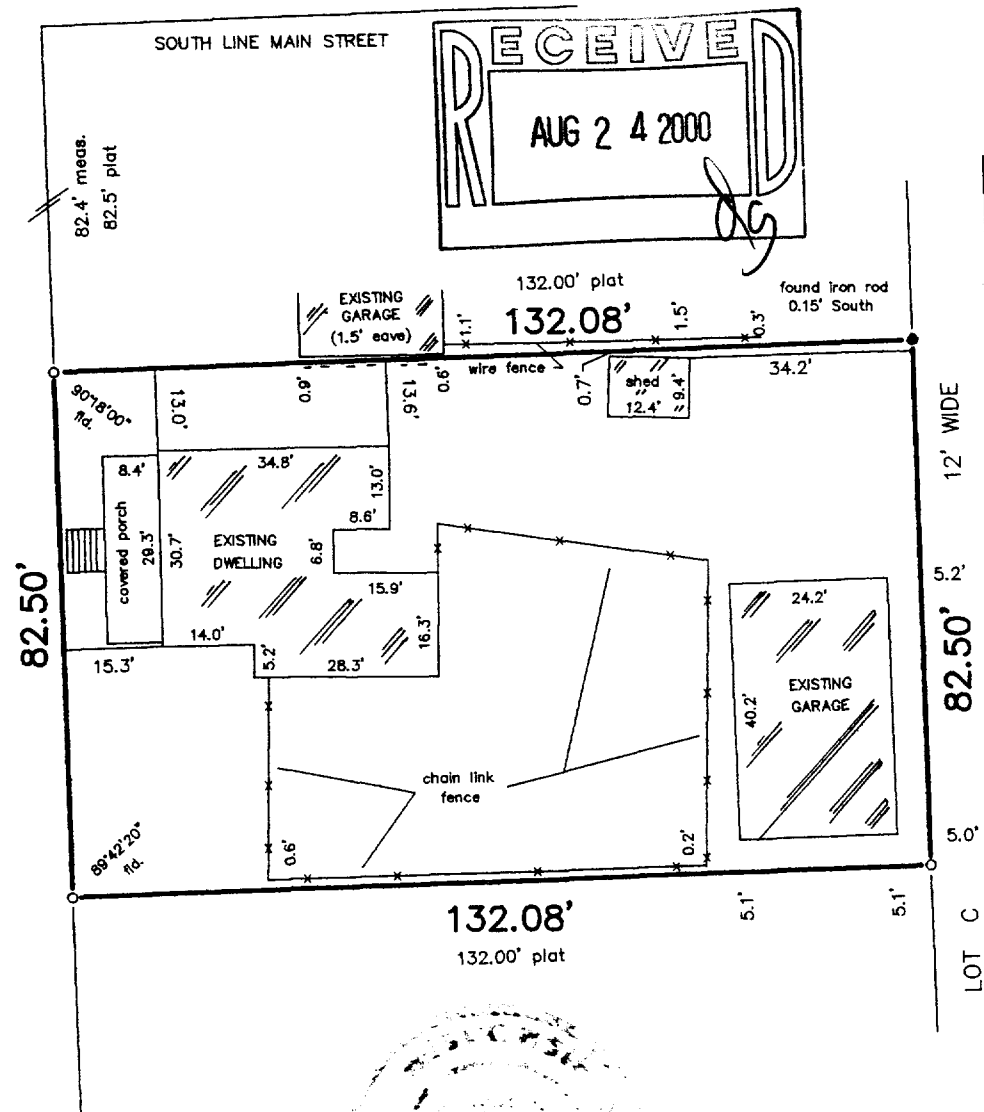 SOUTH LINE MAIN STREET
RECEIVED
AUG 24 2000
82.4' meas.
82.5' plat
132.00' plat
132.08'
found iron rod
0.15' South
EXISTING
GARAGE
(1.5' eave)
1.1'
1.5'
0.3'
wire fence
0.7'
shed
12.4'
9.4'
34.2'
90°18'00"
fld.
13.0'
0.9'
13.6'
0.9'
12' WIDE
8.4'
34.8'
13.0'
8.6'
covered porch
29.3'
30.7'
EXISTING
DWELLING
6.8'
15.9'
16.3'
14.0'
5.2'
28.3'
15.3'
82.50'
5.2'
24.2'
EXISTING
GARAGE
40.2'
82.50'
chain link
fence
89°42'20"
fld.
0.6'
0.2'
5.0'
132.08'
132.00' plat
5.1'
5.1'
LOT C